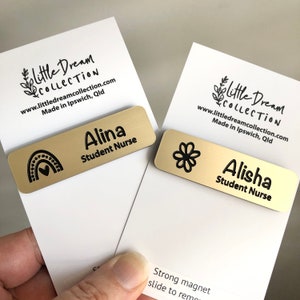 Little Dream
COLLECTION
www.littledreamcollection.com
Made in Ipswich, Qld
Alina
Student Nurse
Little Dream
COLLECTION
www.littledreamcollection.com
Made in Ipswich, Qld
Alisha
Student Nurse
Strong magnet
slide to remo